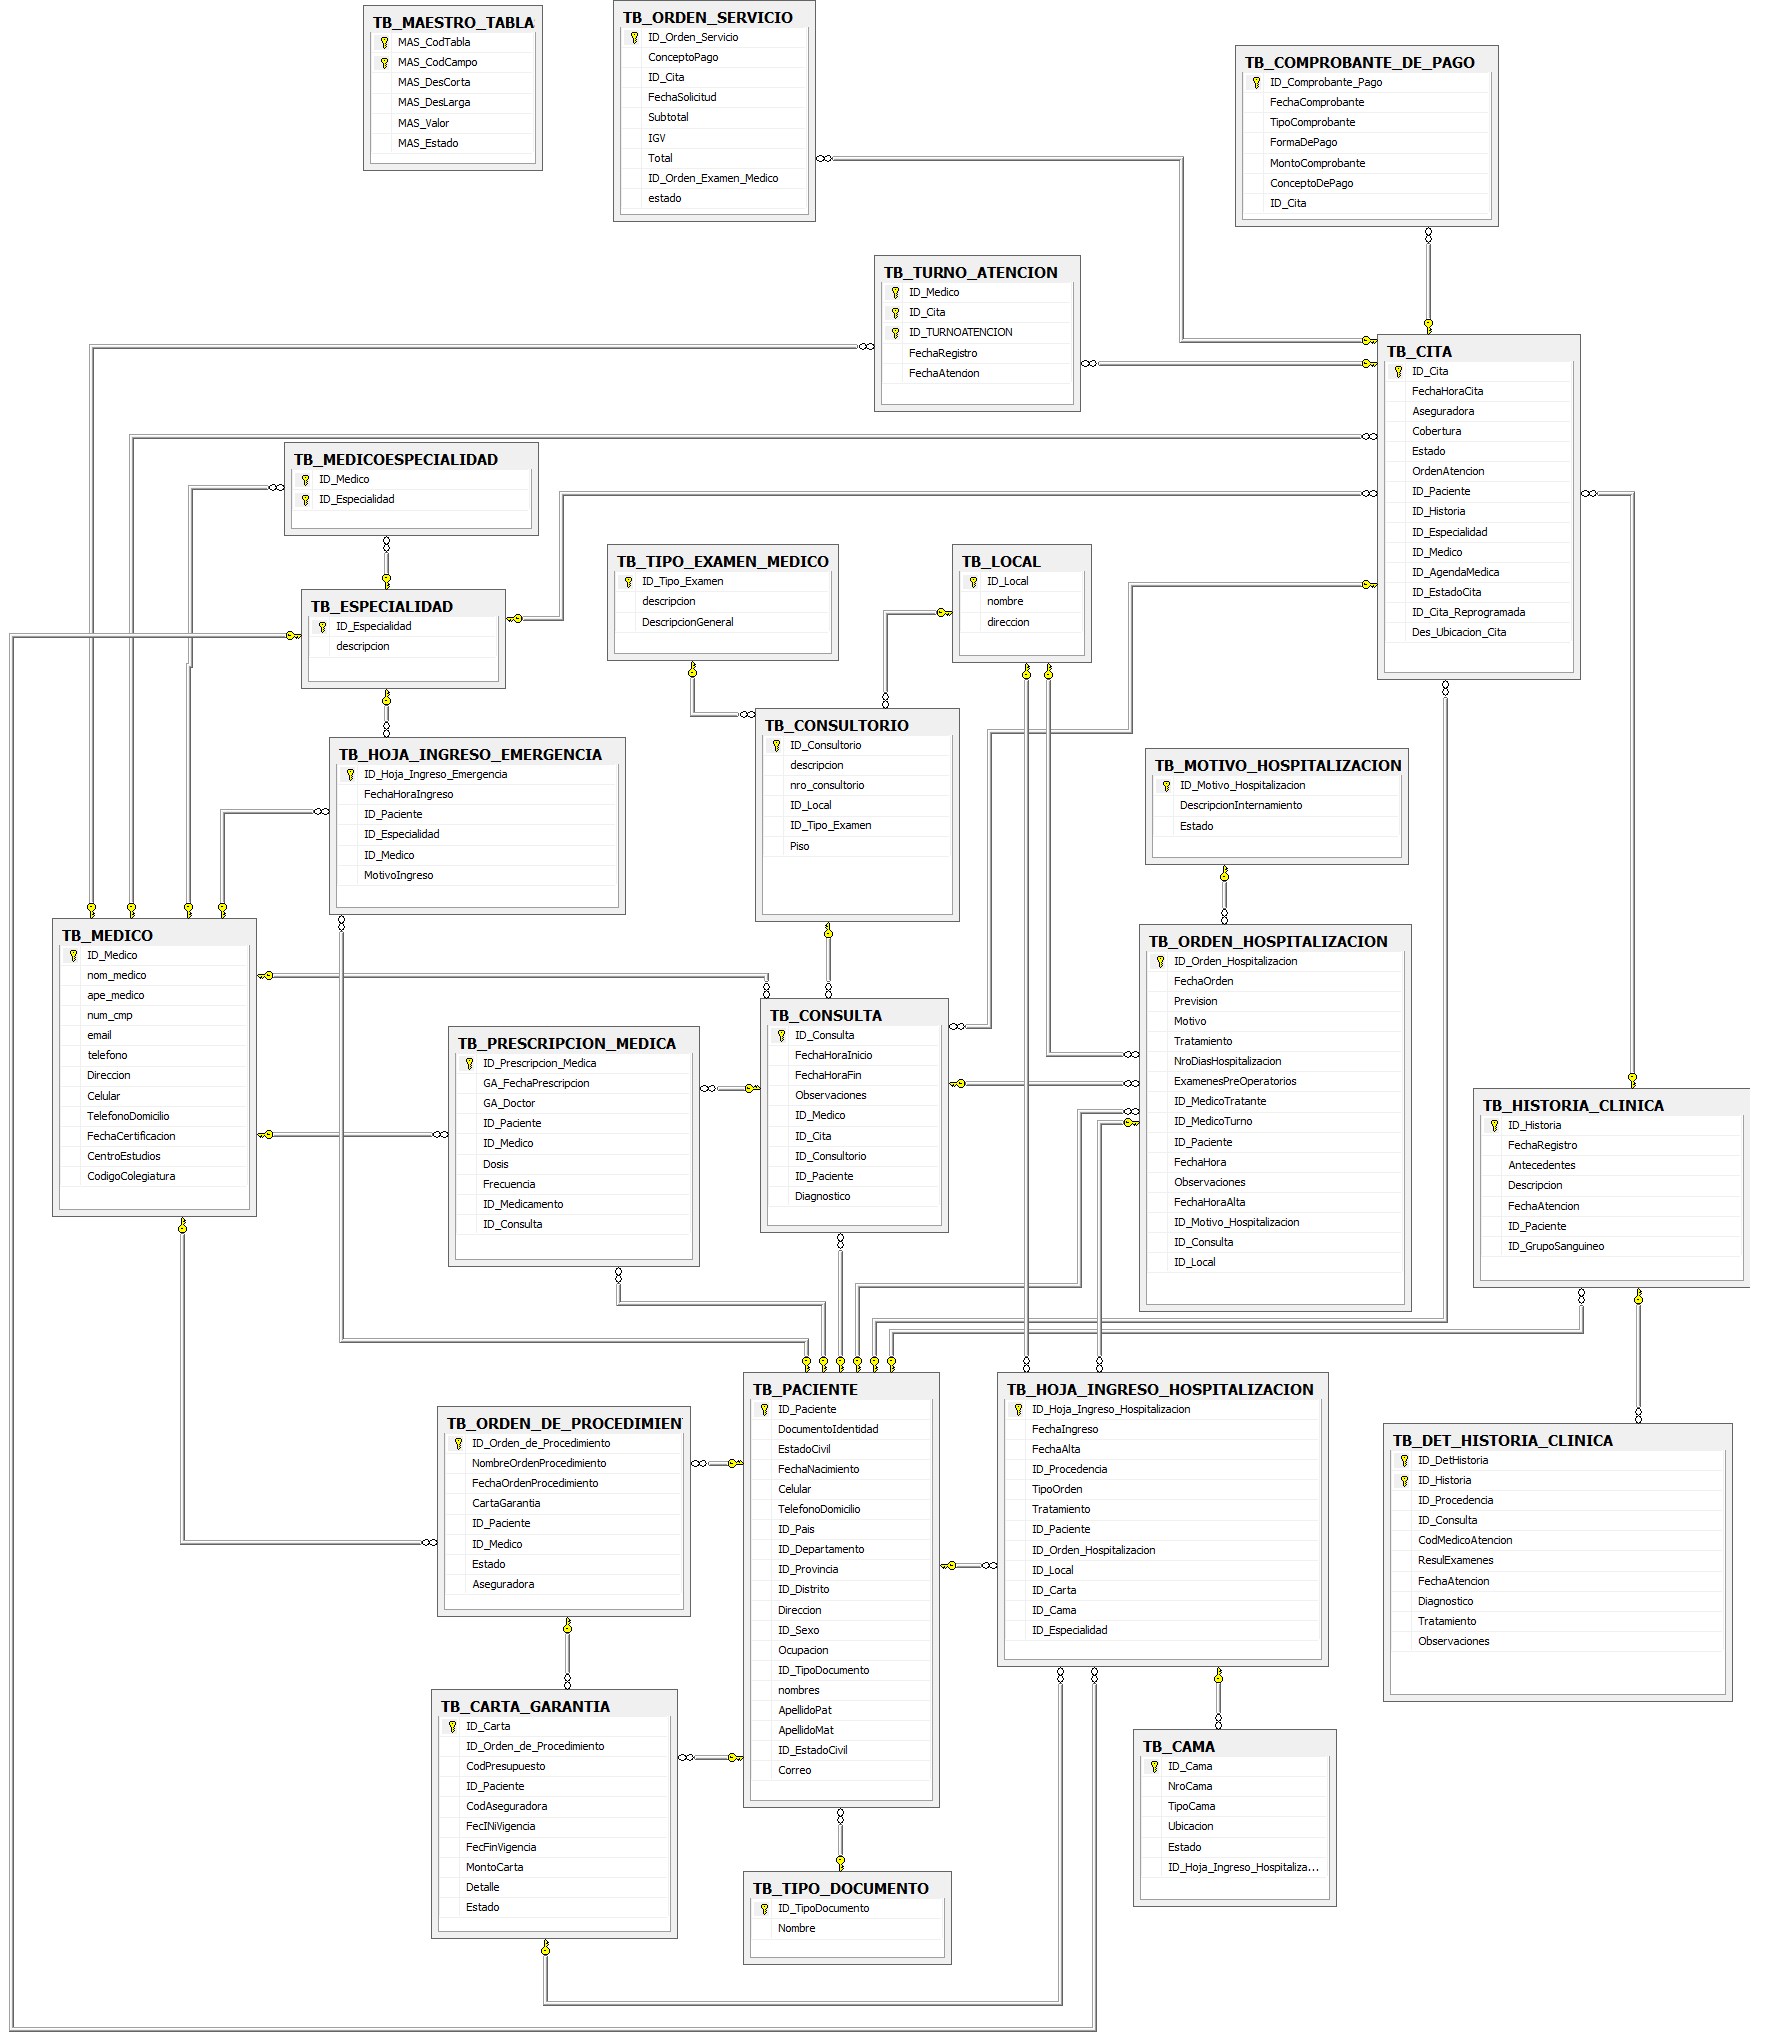 TB_MAESTRO_TABLA
MAS_CodTabla
MAS_CodCampo
MAS_DesCorta
MAS_DesLarga
MAS_Valor
MAS_Estado
TB_ORDEN_SERVICIO
ID_Orden_Servicio
ConceptoPago
ID_Cita
FechaSolicitud
Subtotal
IGV
Total
ID_Orden_Examen_Medico
estado
TB_COMPROBANTE_DE_PAGO
ID_Comprobante_Pago
FechaComprobante
TipoComprobante
FormaDePago
MontoComprobante
ConceptoDePago
ID_Cita
TB_TURNO_ATENCION
ID_Medico
ID_Cita
ID_TURNOATENCION
FechaRegistro
FechaAtencion
TB_CITA
ID_Cita
FechaHoraCita
Aseguradora
Cobertura
Estado
OrdenAtencion
ID_Paciente
ID_Historia
ID_Especialidad
ID_Medico
ID_AgendaMedica
ID_EstadoCita
ID_Cita_Reprogramada
Des_Ubicacion_Cita
TB_MEDICOESPECIALIDAD
ID_Medico
ID_Especialidad
TB_ESPECIALIDAD
ID_Especialidad
descripcion
TB_TIPO_EXAMEN_MEDICO
ID_Tipo_Examen
descripcion
DescripcionGeneral
TB_LOCAL
ID_Local
nombre
direccion
TB_HOJA_INGRESO_EMERGENCIA
ID_Hoja_Ingreso_Emergencia
FechaHoraIngreso
ID_Paciente
ID_Especialidad
ID_Medico
MotivoIngreso
TB_CONSULTORIO
ID_Consultorio
descripcion
nro_consultorio
ID_Local
ID_Tipo_Examen
Piso
TB_MOTIVO_HOSPITALIZACION
ID_Motivo_Hospitalizacion
DescripcionInternamiento
Estado
TB_MEDICO
ID_Medico
nom_medico
ape_medico
num_cmp
email
telefono
Direccion
Celular
TelefonoDomicilio
FechaCertificacion
CentroEstudios
CodigoColegiatura
TB_PRESCRIPCION_MEDICA
ID_Prescripcion_Medica
GA_FechaPrescripcion
GA_Doctor
ID_Paciente
ID_Medico
Dosis
Frecuencia
ID_Medicamento
ID_Consulta
TB_CONSULTA
ID_Consulta
FechaHoraInicio
FechaHoraFin
Observaciones
ID_Medico
ID_Cita
ID_Consultorio
ID_Paciente
Diagnostico
TB_ORDEN_HOSPITALIZACION
ID_Orden_Hospitalizacion
FechaOrden
Prevision
Motivo
Tratamiento
NroDiasHospitalizacion
ExamenesPreOperatorios
ID_MedicoTratante
ID_MedicoTurno
ID_Paciente
FechaHora
Observaciones
FechaHoraAlta
ID_Motivo_Hospitalizacion
ID_Consulta
ID_Local
TB_HISTORIA_CLINICA
ID_Historia
FechaRegistro
Antecedentes
Descripcion
FechaAtencion
ID_Paciente
ID_GrupoSanguineo
TB_ORDEN_DE_PROCEDIMIEN
ID_Orden_de_Procedimiento
NombreOrdenProcedimiento
FechaOrdenProcedimiento
CartaGarantia
ID_Paciente
ID_Medico
Estado
Aseguradora
TB_PACIENTE
ID_Paciente
DocumentoIdentidad
EstadoCivil
FechaNacimiento
Celular
TelefonoDomicilio
ID_Pais
ID_Departamento
ID_Provincia
ID_Distrito
Direccion
ID_Sexo
Ocupacion
ID_TipoDocumento
nombres
ApellidoPat
ApellidoMat
ID_EstadoCivil
Correo
TB_HOJA_INGRESO_HOSPITALIZACION
ID_Hoja_Ingreso_Hospitalizacion
FechaIngreso
FechaAlta
ID_Procedencia
TipoOrden
Tratamiento
ID_Paciente
ID_Orden_Hospitalizacion
ID_Local
ID_Carta
ID_Cama
ID_Especialidad
TB_DET_HISTORIA_CLINICA
ID_DetHistoria
ID_Historia
ID_Procedencia
ID_Consulta
CodMedicoAtencion
ResulExamenes
FechaAtencion
Diagnostico
Tratamiento
Observaciones
TB_CARTA_GARANTIA
ID_Carta
ID_Orden_de_Procedimiento
CodPresupuesto
ID_Paciente
CodAseguradora
FecINiVigencia
FecFinVigencia
MontoCarta
Detalle
Estado
TB_CAMA
ID_Cama
NroCama
TipoCama
Ubicacion
Estado
ID_Hoja_Ingreso_Hospitaliza...
TB_TIPO_DOCUMENTO
ID_TipoDocumento
Nombre